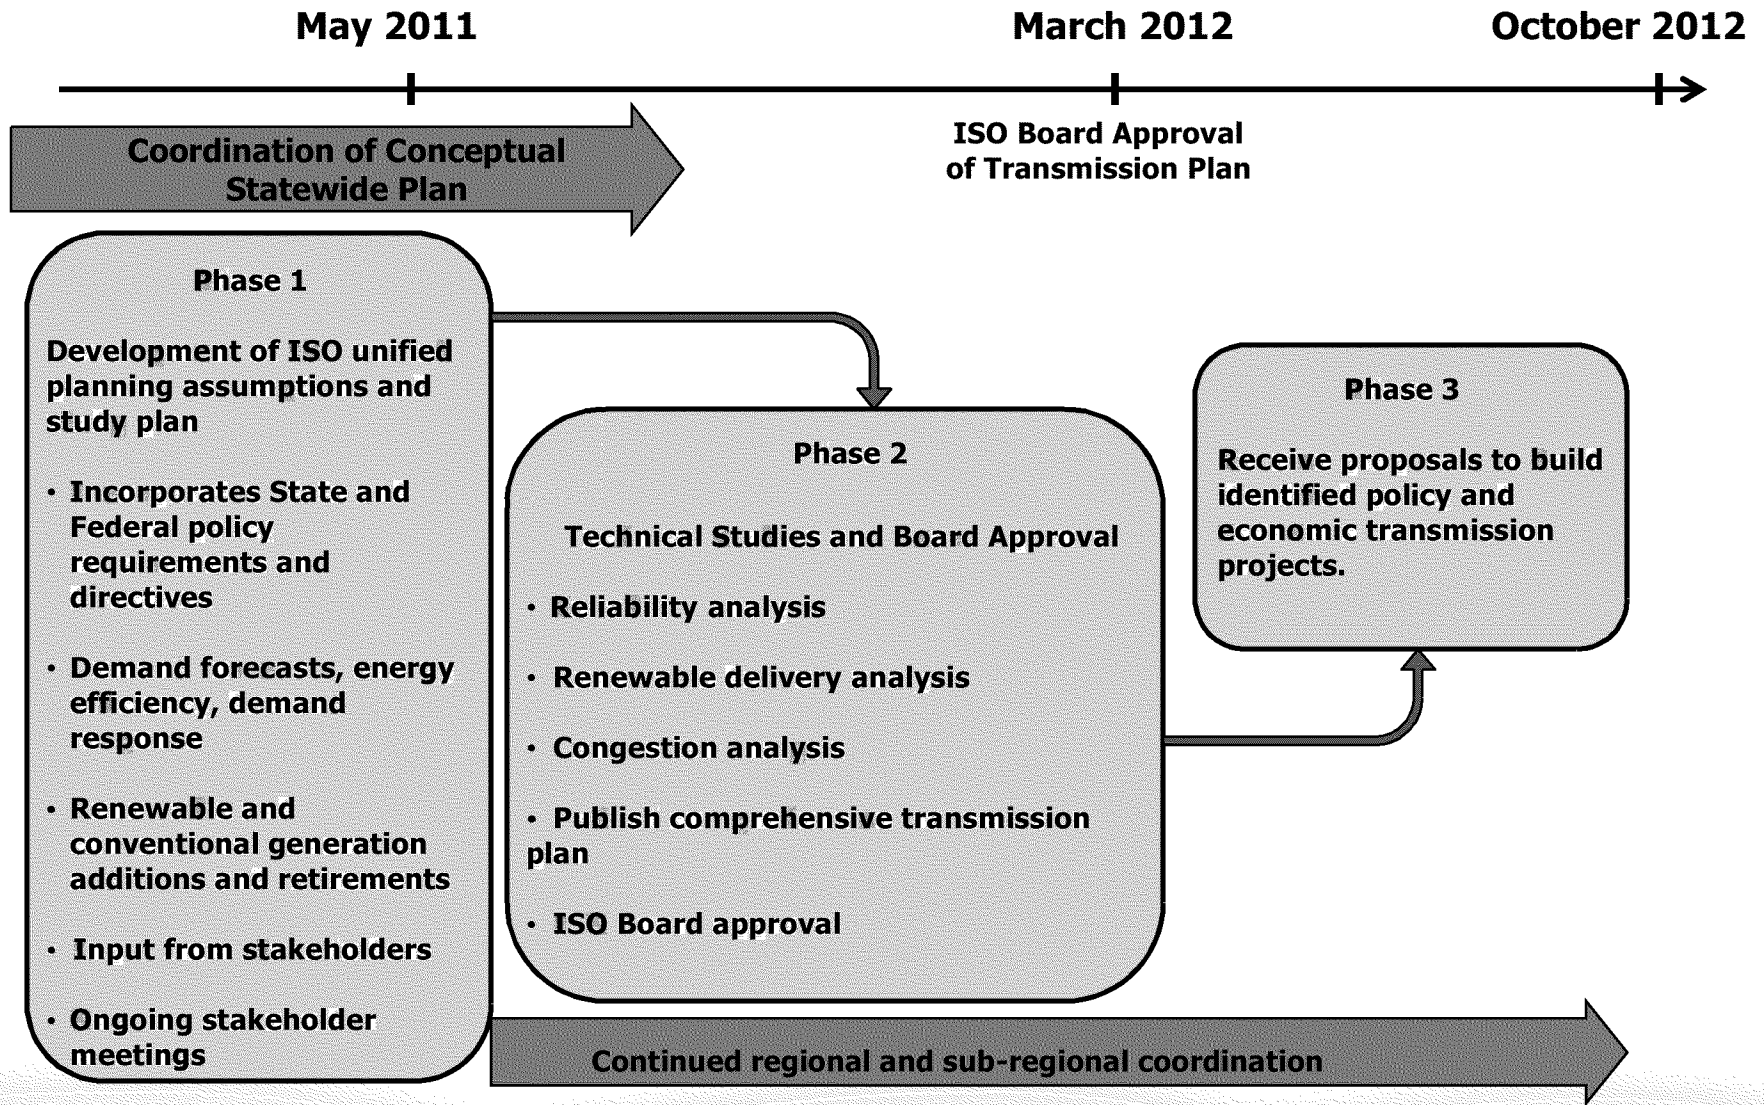 May 2011
March 2012
October 2012
ISO Board Approval
of Transmission Plan
Coordination of Conceptual
Statewide Plan
Phase 1
Development of ISO unified
planning assumptions and
study plan
• Incorporates State and
Federal policy
requirements and
directives
• Demand forecasts, energy
efficiency, demand
response
• Renewable and
conventional generation
additions and retirements
• Input from stakeholders
• Ongoing stakeholder
meetings
Phase 2
Technical Studies and Board Approval
• Reliability analysis
• Renewable delivery analysis
• Congestion analysis
• Publish comprehensive transmission
plan
• ISO Board approval
Phase 3
Receive proposals to build
identified policy and
economic transmission
projects.
Continued regional and sub-regional coordination